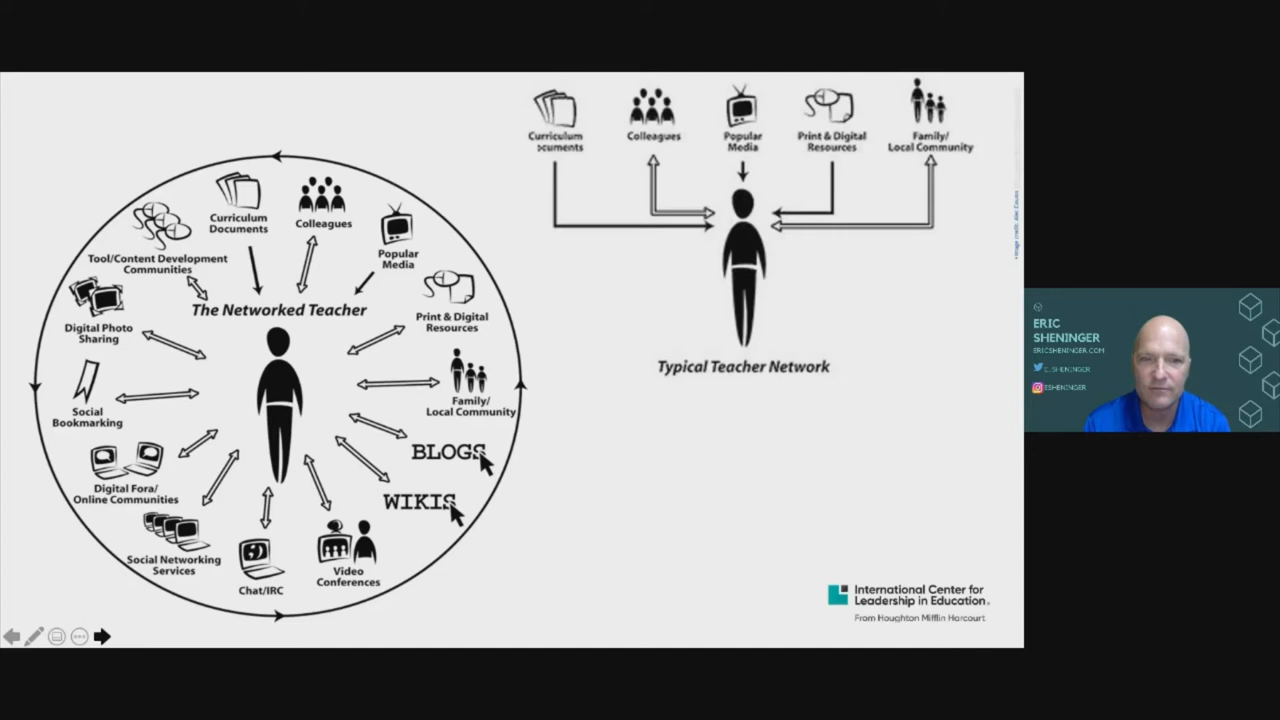 Curriculum
Documents
Colleagues
Popular
Media
Print & Digital
Resources
Family/
Local Community
BLOGS
WIKIS
Video
Conferences
Chat/IRC
Social Networking
Services
Digital Fora/
Online Communities
Social
Bookmarking
Digital Photo
Sharing
Tool/Content Development
Communities
The Networked Teacher
Curriculum
Colleagues
Popular
Media
Print & Digital
Resources
Family/
Local Community
Typical Teacher Network
International Center for
Leadership in Education.
From Houghton Mifflin Harcourt
ERIC
SHENINGER
ERICSHENINGER.COM
ESHENINGER